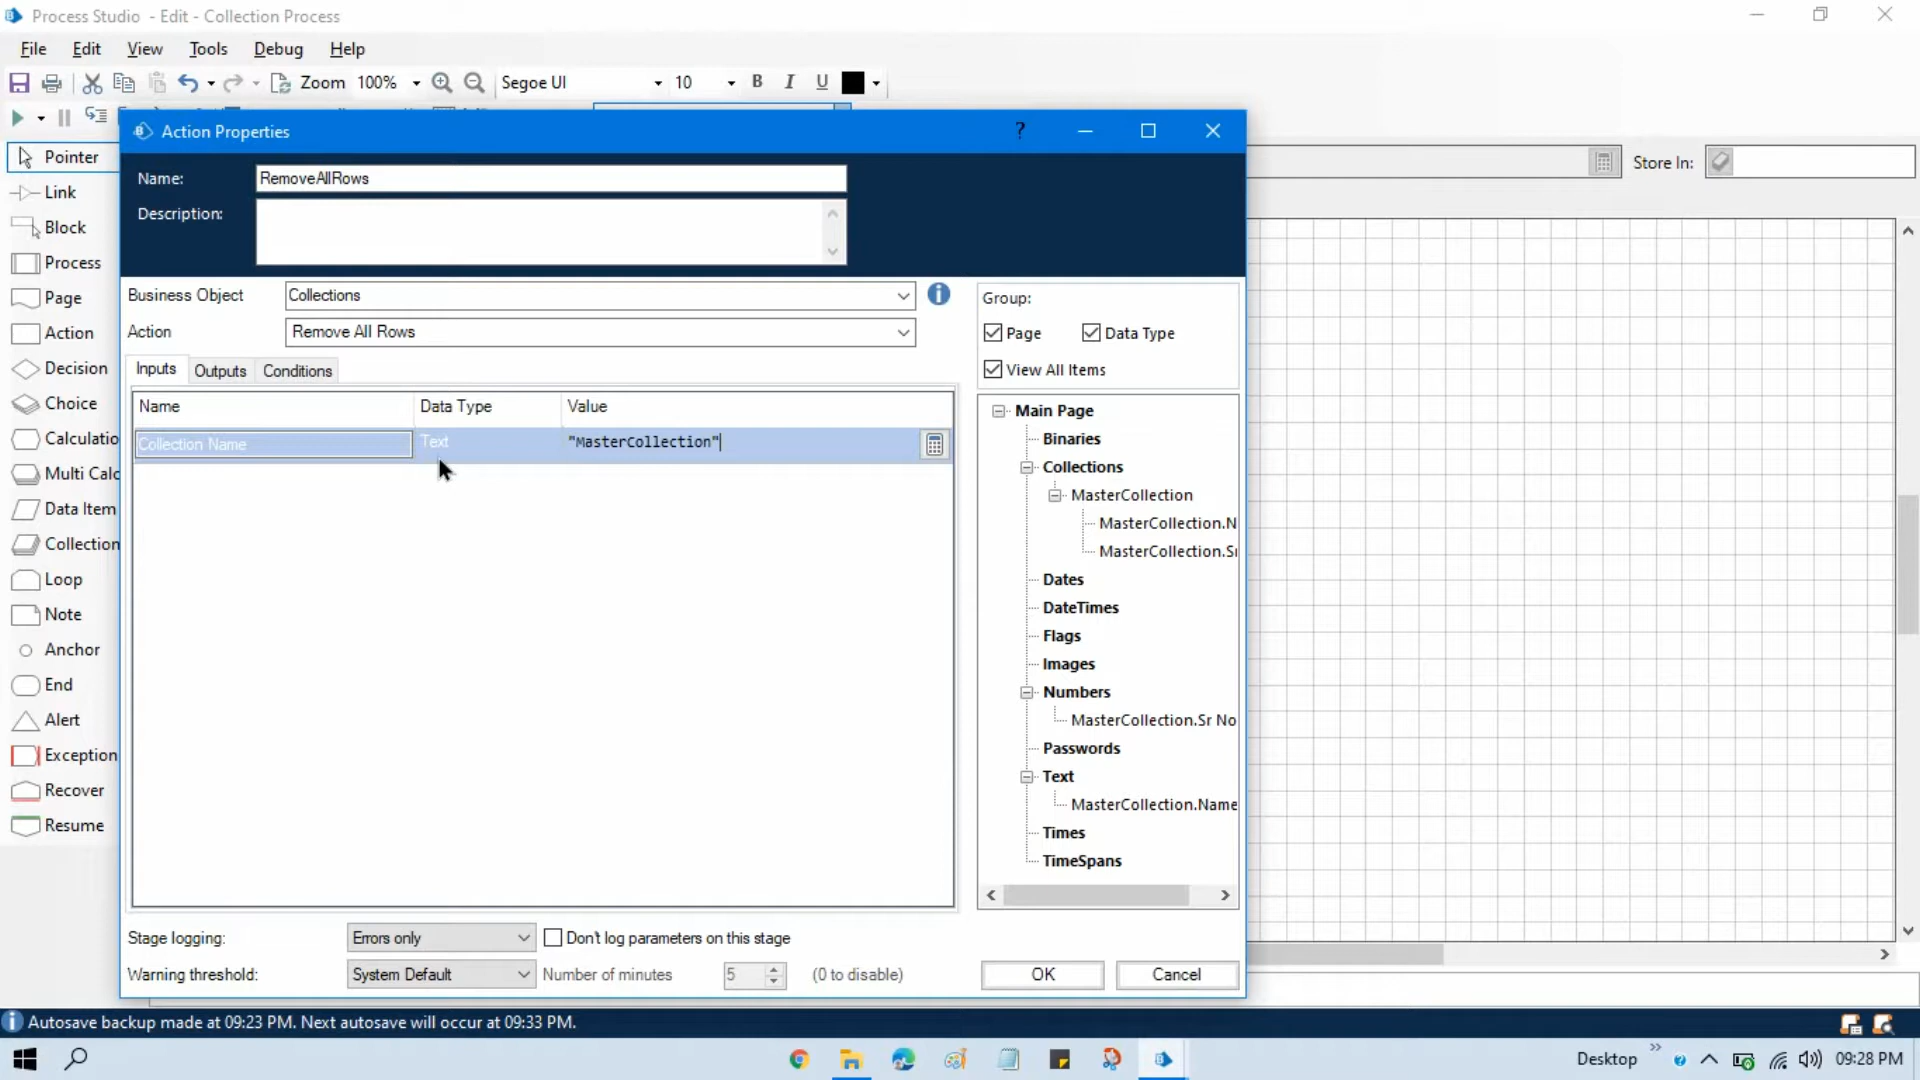 Process Studio - Edit - Collection Process
File Edit View Tools Debug Help
Zoom 100% Segoe UI 10 B I U
Action Properties ?
Pointer
Link
Block
Process
Page
Action
Decision
Choice
Calculatio
Multi Calc
Data Item
Collection
Loop
Note
Anchor
End
Alert
Exception
Recover
Resume
Name: RemoveAllRows
Description:
Business Object Collections
Action Remove All Rows
Inputs Outputs Conditions
Name Data Type Value
Collection Name Text "MasterCollection"
Group:
Page Data Type
View All Items
Main Page
Binaries
Collections
MasterCollection
MasterCollection.N
MasterCollection.Sr
Dates
DateTimes
Flags
Images
Numbers
MasterCollection.Sr No
Passwords
Text
MasterCollection.Name
Times
TimeSpans
Stage logging: Errors only Don't log parameters on this stage
Warning threshold: System Default Number of minutes 5 (0 to disable)
OK Cancel
Store In:
Autosave backup made at 09:23 PM. Next autosave will occur at 09:33 PM.
Desktop 09:28 PM